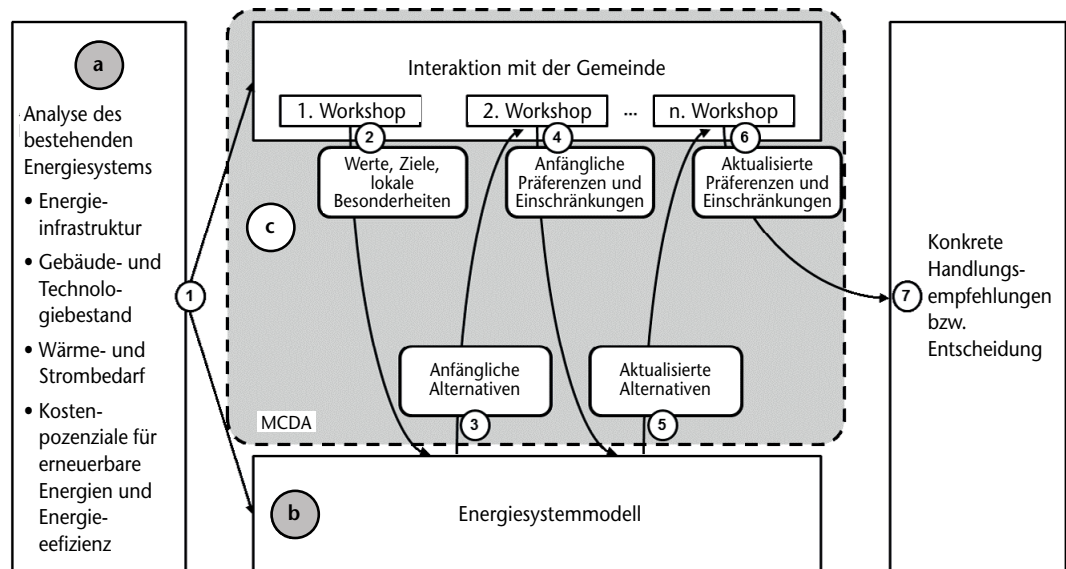 a
Analyse des
bestehenden
Energiesystems
• Energie-
infrastruktur
• Gebäude- und
Technolo-
giebestand
• Wärme- und
Strombedarf
• Kosten-
pozenziale für
erneuerbare
Energien und
Energie-
eefizienz
1
Interaktion mit der Gemeinde
1. Workshop
2. Workshop
...
n. Workshop
2
4
6
Werte, Ziele,
lokale
Besonderheiten
Anfängliche
Präferenzen und
Einschränkungen
Aktualisierte
Präferenzen und
Einschränkungen
c
Anfängliche
Alternativen
Aktualisierte
Alternativen
3
5
MCDA
b
Energiesystemmodell
7
Konkrete
Handlungs-
empfehlungen
bzw.
Entscheidung